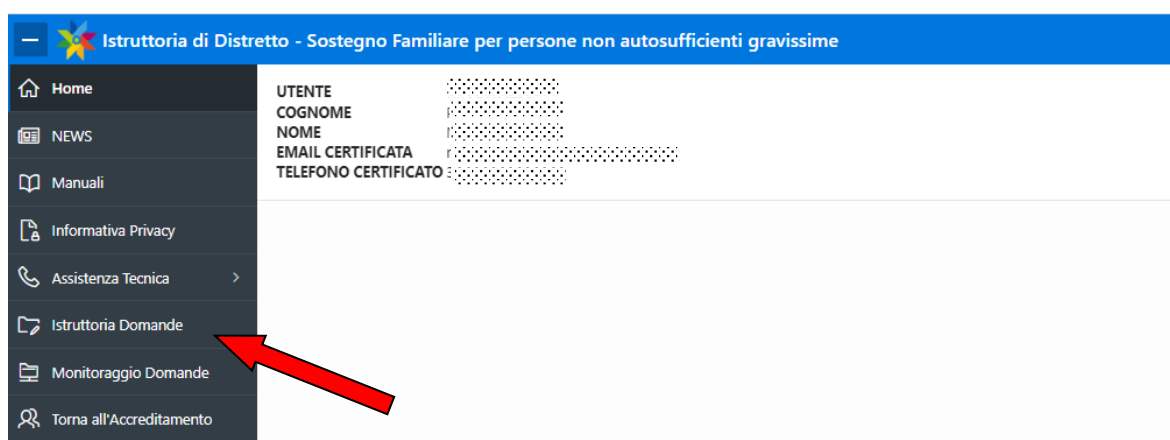 Istruttoria di Distretto - Sostegno Familiare per persone non autosufficienti gravissime
Home
NEWS
Manuali
Informativa Privacy
Assistenza Tecnica
Istruttoria Domande
Monitoraggio Domande
Torna all'Accreditamento
UTENTE
COGNOME
NOME
EMAIL CERTIFICATA
TELEFONO CERTIFICATO